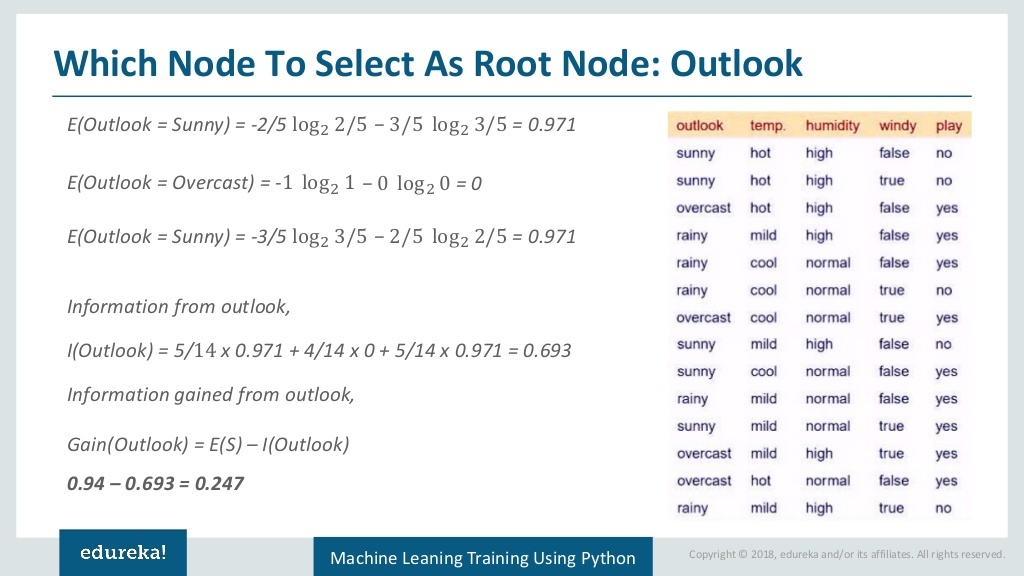 Which Node To Select As Root Node: Outlook
E(Outlook = Sunny) = -2/5 log₂ 2/5 − 3/5 log₂ 3/5 = 0.971
E(Outlook = Overcast) = -1 log₂ 1 − 0 log₂ 0 = 0
E(Outlook = Sunny) = -3/5 log₂ 3/5 − 2/5 log₂ 2/5 = 0.971
Information from outlook,
I(Outlook) = 5/14 x 0.971 + 4/14 x 0 + 5/14 x 0.971 = 0.693
Information gained from outlook,
Gain(Outlook) = E(S) – I(Outlook)
0.94 – 0.693 = 0.247
outlook temp. humidity windy play
sunny hot high false no
sunny hot high true no
overcast hot high false yes
rainy mild high false yes
rainy cool normal false yes
rainy cool normal true no
overcast cool normal true yes
sunny mild high false no
sunny cool normal false yes
rainy mild normal false yes
sunny mild normal true yes
overcast mild high true yes
overcast hot normal false yes
rainy mild high true no
edureka!
Machine Leaning Training Using Python
Copyright © 2018, edureka and/or its affiliates. All rights reserved.